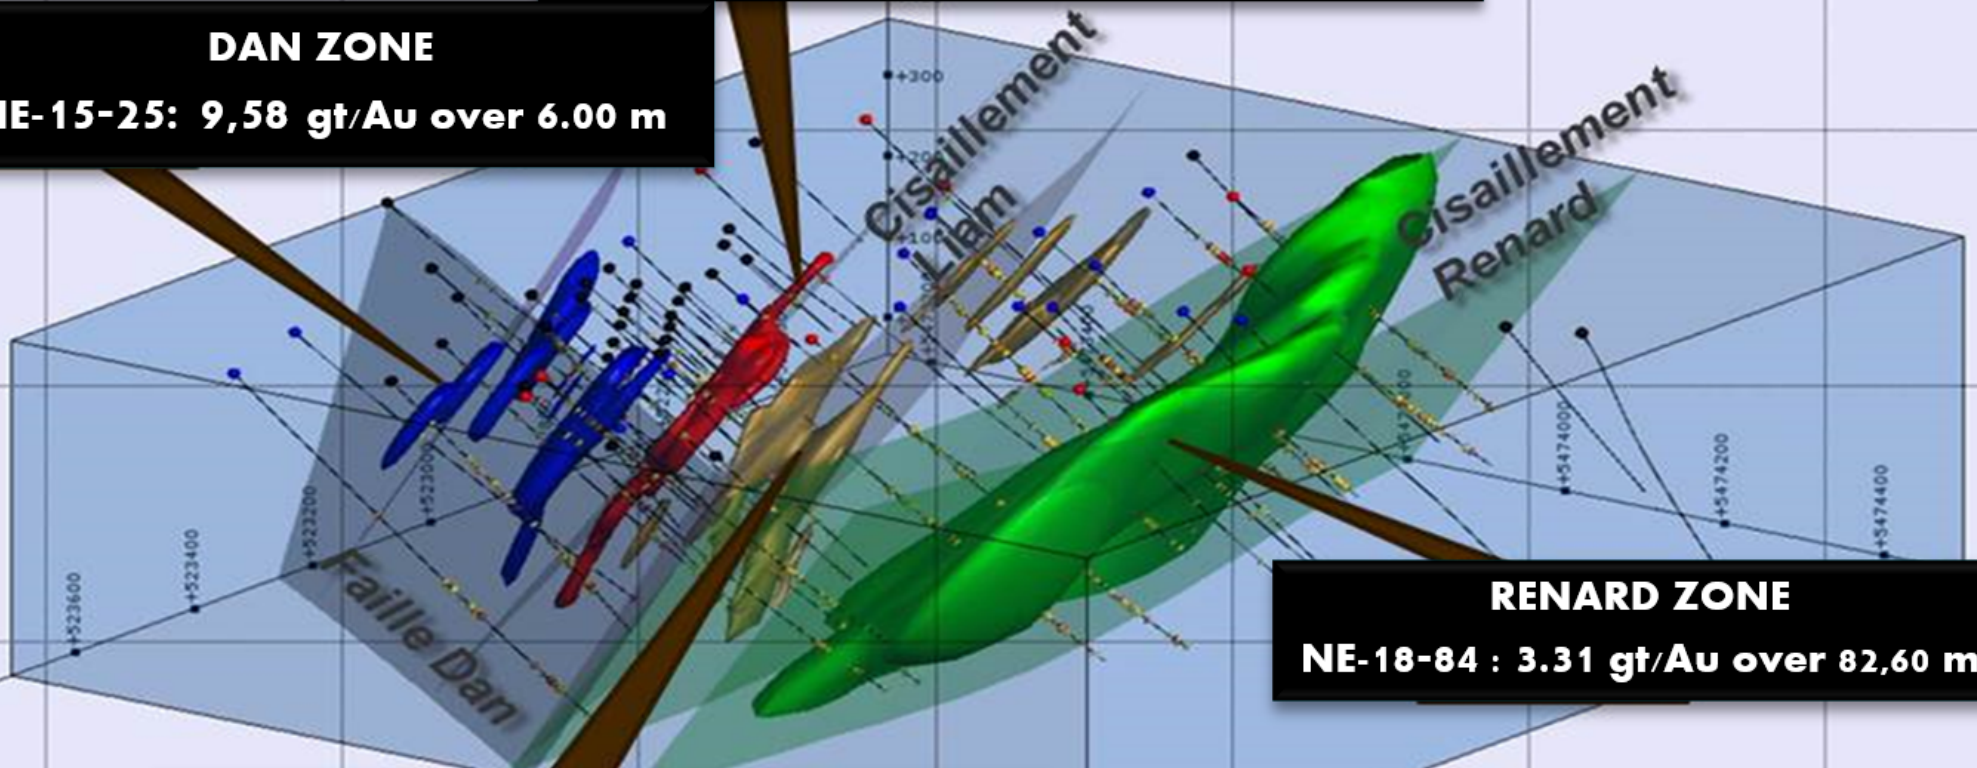 DAN ZONE
NE-15-25: 9,58 gt/Au over 6.00 m
+300
+200
+100
Cisaillement
Liam
Cisaillement
Renard
Faille Dan
+523600
+523400
+523200
+523000
+5474000
+5474200
+5474400
RENARD ZONE
NE-18-84 : 3.31 gt/Au over 82,60 m